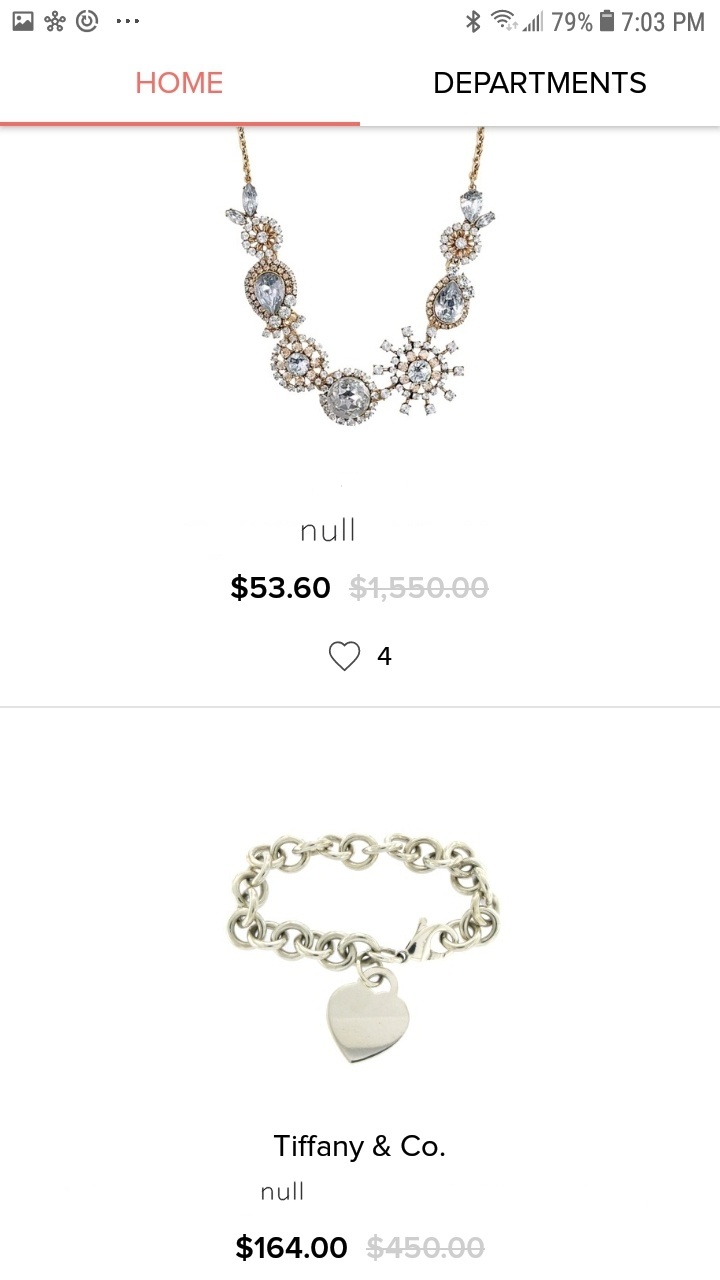 79% 7:03 PM
HOME DEPARTMENTS
null
$53.60 $1,550.00
4
Tiffany & Co.
null
$164.00 $450.00